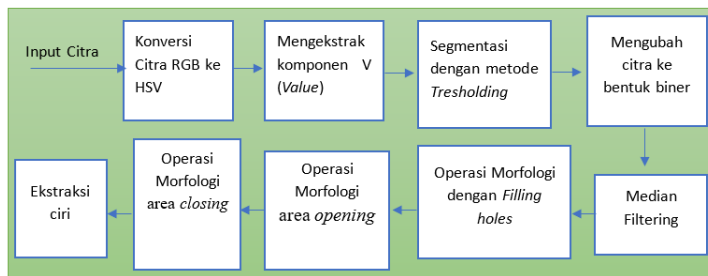 Input Citra
Konversi
Citra RGB ke
HSV
Mengekstrak
komponen V
(Value)
Segmentasi
dengan metode
Tresholding
Mengubah
citra ke
bentuk biner
Median
Filtering
Operasi Morfologi
dengan Filling
holes
Operasi
Morfologi
area opening
Operasi
Morfologi
area closing
Ekstraksi
ciri